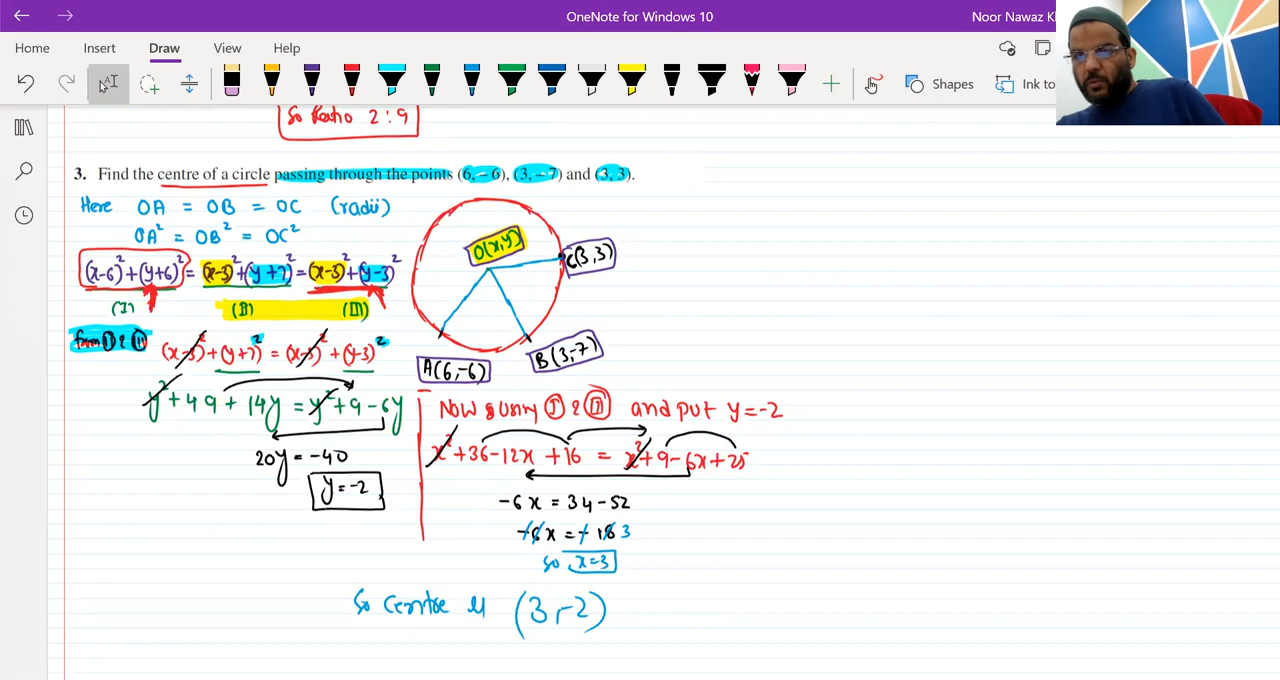 OneNote for Windows 10
Noor Nawaz
Home Insert Draw View Help
Shapes
Ink to
So Ratio 2:9
3. Find the centre of a circle passing through the points (6, – 6), (3, – 7) and (3, 3).
Here OA = OB = OC (radii)
OA² = OB² = OC²
(x-6)²+(y+6)² = (x-3)²+(y+7)² = (x-3)²+(y-3)²
(I) (II) (III)
O(x,y)
C(3,3)
A(6,-6)
B(3,-7)
from (II) & (III)
(x-3)²+(y+7)² = (x-3)²+(y-3)²
y²+49+14y = y²+9-6y
20y = -40
y=-2
Now using (I) & (III) and put y=-2
x²+36-12x+16 = x²+9-6x+25
-6x = 34-52
-6x = -18 3
so x=3
So centre is (3,-2)